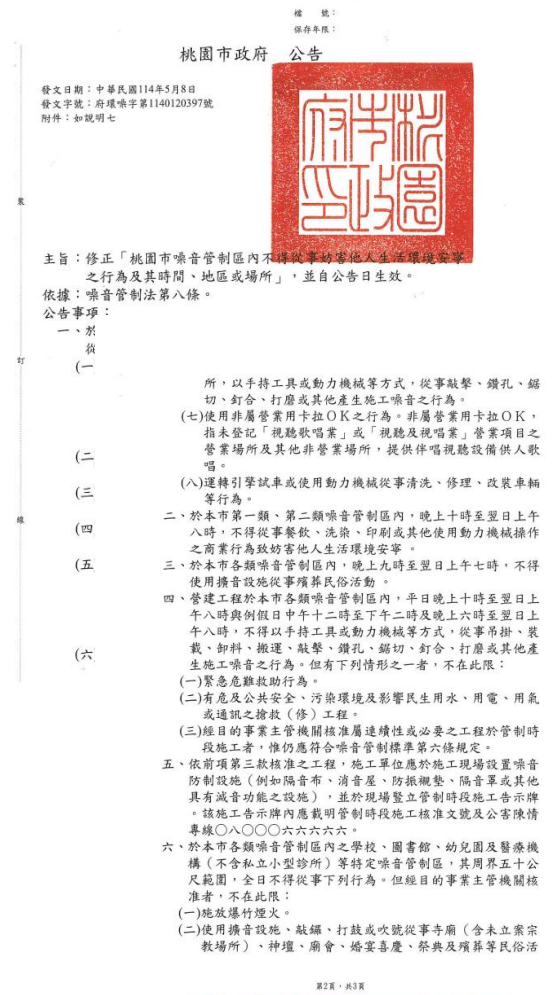 檔　　號：
保存年限：
桃園市政府　公告
發文日期：中華民國114年5月8日
發文字號：府環噪字第1140120397號
附件：如說明七
桃園市政府印
裝
主旨：修正「桃園市噪音管制區內不得從事妨害他人生活環境安寧
之行為及其時間、地區或場所」，並自公告日生效。
依據：噪音管制法第八條。
公告事項：
一、於
從
訂
(一
(二
(三
線
(四
(五
(六
所，以手持工具或動力機械等方式，從事敲擊、鑽孔、鋸
切、釘合、打磨或其他產生施工噪音之行為。
(七)使用非屬營業用卡拉ＯＫ之行為。非屬營業用卡拉ＯＫ，
指未登記「視聽歌唱業」或「視聽及視唱業」營業項目之
營業場所及其他非營業場所，提供伴唱視聽設備供人歌
唱。
(八)運轉引擎試車或使用動力機械從事清洗、修理、改裝車輛
等行為。
二、於本市第一類、第二類噪音管制區內，晚上十時至翌日上午
八時，不得從事餐飲、洗染、印刷或其他使用動力機械操作
之商業行為致妨害他人生活環境安寧。
三、於本市各類噪音管制區內，晚上九時至翌日上午七時，不得
使用擴音設施從事殯葬民俗活動。
四、營建工程於本市各類噪音管制區內，平日晚上十時至翌日上
午八時與例假日中午十二時至下午二時及晚上六時至翌日上
午八時，不得以手持工具或動力機械等方式，從事吊掛、裝
載、卸料、搬運、敲擊、鑽孔、鋸切、釘合、打磨或其他產
生施工噪音之行為。但有下列情形之一者，不在此限：
(一)緊急危難救助行為。
(二)有危及公共安全、污染環境及影響民生用水、用電、用氣
或通訊之搶救（修）工程。
(三)經目的事業主管機關核准屬連續性或必要之工程於管制時
段施工者，惟仍應符合噪音管制標準第六條規定。
五、依前項第三款核准之工程，施工單位應於施工現場設置噪音
防制設施（例如隔音布、消音屋、防振襯墊、隔音罩或其他
具有減音功能之設施），並於現場豎立管制時段施工告示牌
。該施工告示牌內應載明管制時段施工核准文號及公害陳情
專線○八○○○六六六六六。
六、於本市各類噪音管制區內之學校、圖書館、幼兒園及醫療機
構（不含私立小型診所）等特定噪音管制區，其周界五十公
尺範圍，全日不得從事下列行為。但經目的事業主管機關核
准者，不在此限：
(一)施放爆竹煙火。
(二)使用擴音設施、敲鑼、打鼓或吹號從事寺廟（含未立案宗
教場所）、神壇、廟會、婚宴喜慶、祭典及殯葬等民俗活
第2頁，共3頁